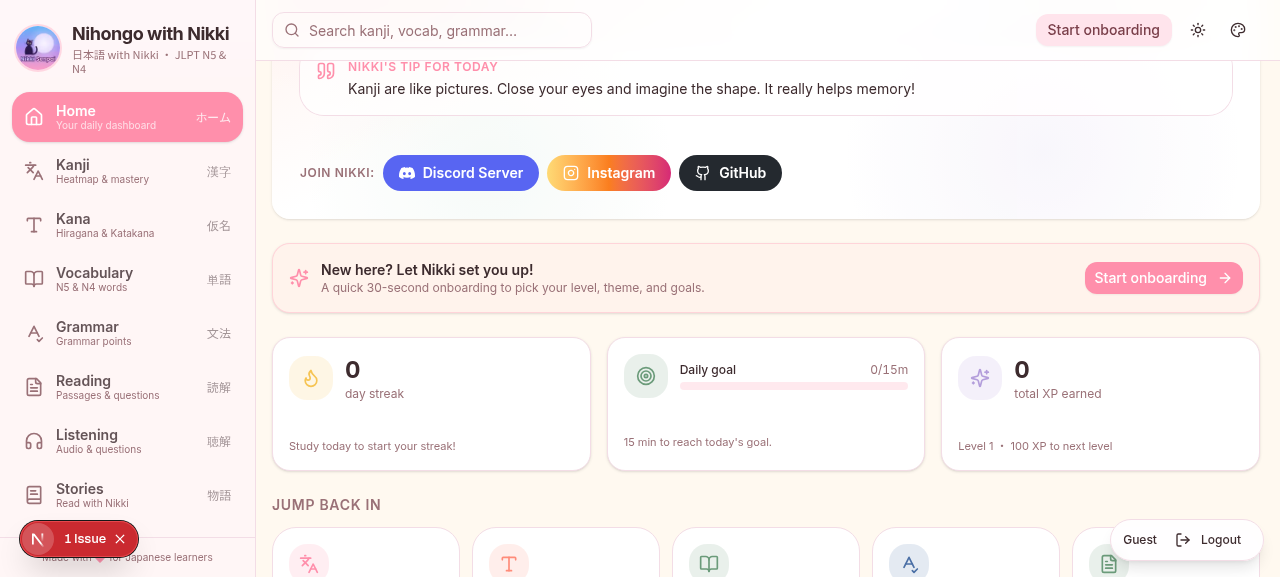 Nihongo with Nikki
日本語 with Nikki • JLPT N5 &
N4
Home
Your daily dashboard
ホーム
Kanji
Heatmap & mastery
漢字
Kana
Hiragana & Katakana
仮名
Vocabulary
N5 & N4 words
単語
Grammar
Grammar points
文法
Reading
Passages & questions
読解
Listening
Audio & questions
聴解
Stories
Read with Nikki
物語
1 Issue
Made with for Japanese learners
Search kanji, vocab, grammar...
Start onboarding
NIKKI'S TIP FOR TODAY
Kanji are like pictures. Close your eyes and imagine the shape. It really helps memory!
JOIN NIKKI:
Discord Server
Instagram
GitHub
New here? Let Nikki set you up!
A quick 30-second onboarding to pick your level, theme, and goals.
Start onboarding
0
day streak
Study today to start your streak!
Daily goal
0/15m
15 min to reach today's goal.
0
total XP earned
Level 1 • 100 XP to next level
JUMP BACK IN
Guest
Logout